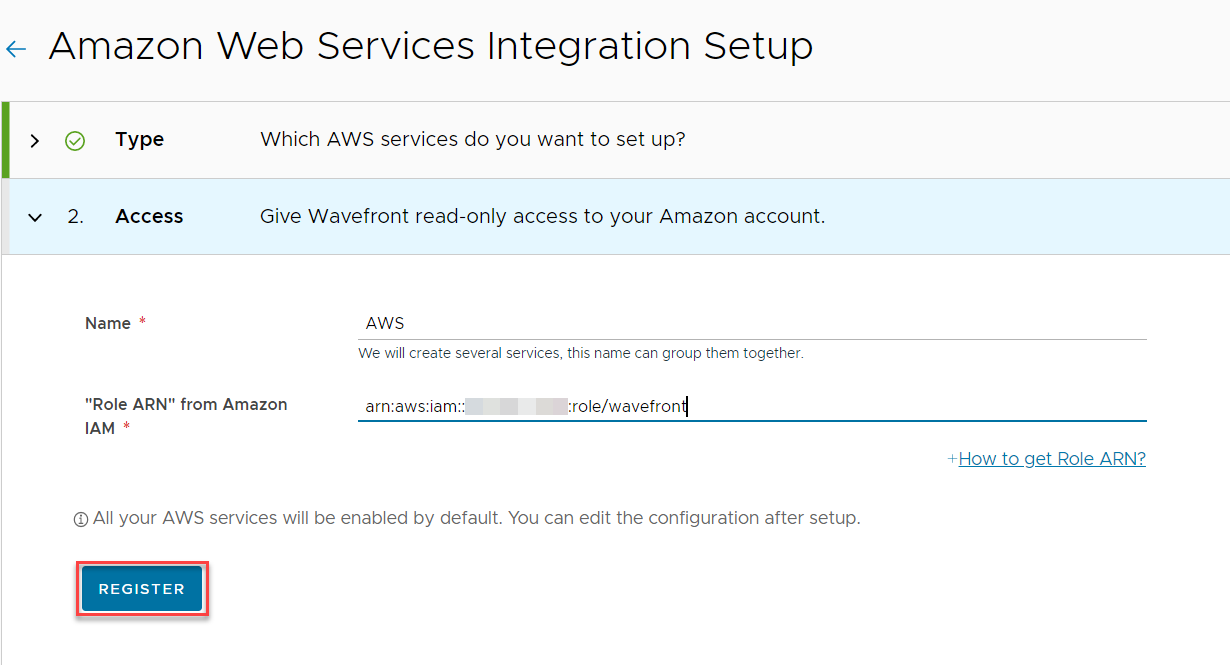 Amazon Web Services Integration Setup
Type Which AWS services do you want to set up?
2. Access Give Wavefront read-only access to your Amazon account.
Name * AWS
We will create several services, this name can group them together.
"Role ARN" from Amazon
IAM * arn:aws:iam:: :role/wavefront
+How to get Role ARN?
All your AWS services will be enabled by default. You can edit the configuration after setup.
REGISTER